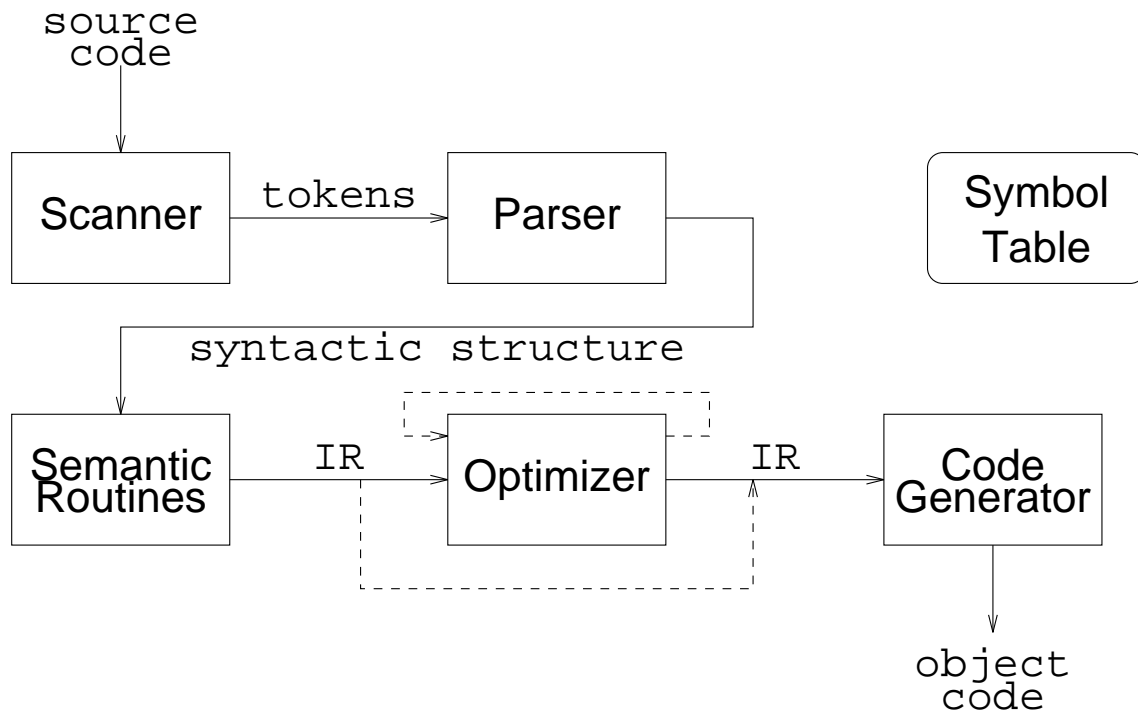 source
code
Scanner
tokens
Parser
Symbol
Table
syntactic structure
Semantic
Routines
IR
Optimizer
IR
Code
Generator
object
code